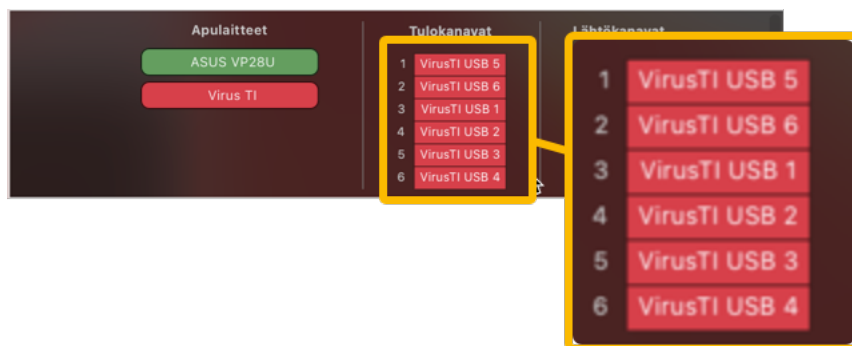 Apulaitteet
ASUS VP28U
Virus TI
Tulokanavat
1 VirusTI USB 5
2 VirusTI USB 6
3 VirusTI USB 1
4 VirusTI USB 2
5 VirusTI USB 3
6 VirusTI USB 4
Lähtökanavat
1 VirusTI USB 5
2 VirusTI USB 6
3 VirusTI USB 1
4 VirusTI USB 2
5 VirusTI USB 3
6 VirusTI USB 4